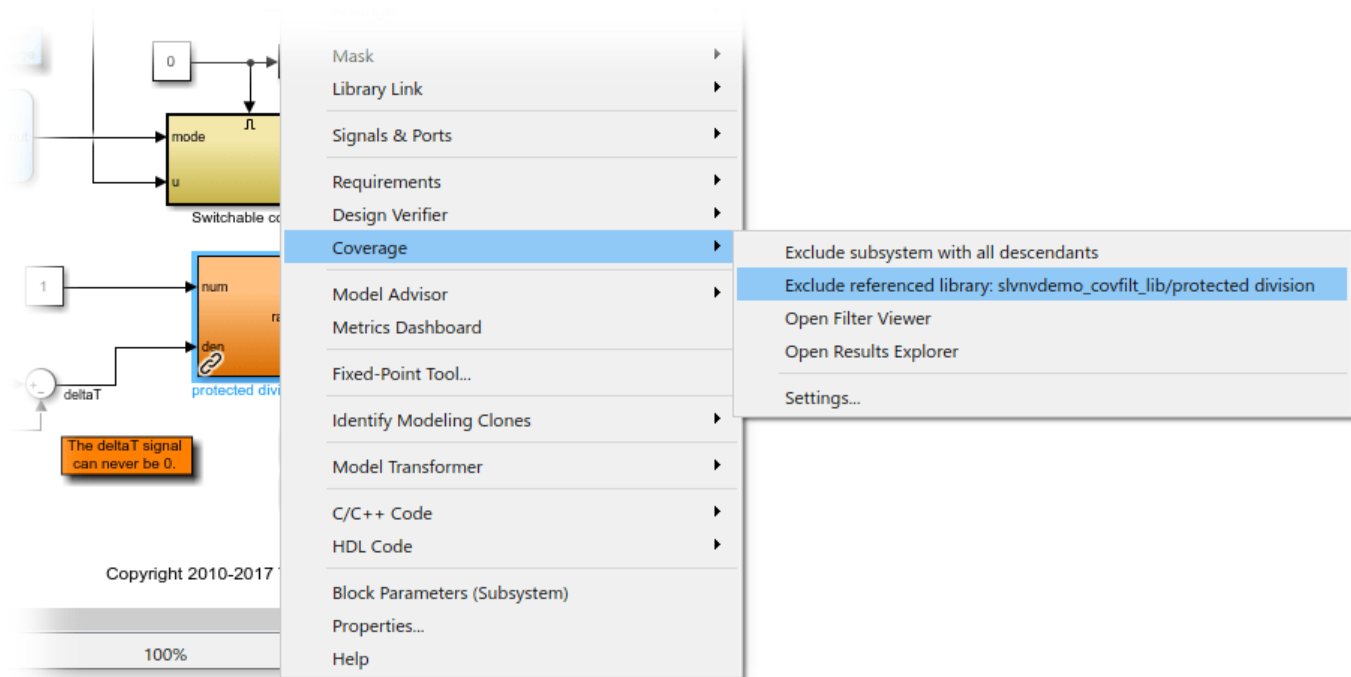 0
mode
u
Switchable co
1
num
ra
den
deltaT
protected divi
The deltaT signal
can never be 0.
Copyright 2010-2017
100%
Mask
Library Link
Signals & Ports
Requirements
Design Verifier
Coverage
Model Advisor
Metrics Dashboard
Fixed-Point Tool...
Identify Modeling Clones
Model Transformer
C/C++ Code
HDL Code
Block Parameters (Subsystem)
Properties...
Help
Exclude subsystem with all descendants
Exclude referenced library: slvnvdemo_covfilt_lib/protected division
Open Filter Viewer
Open Results Explorer
Settings...